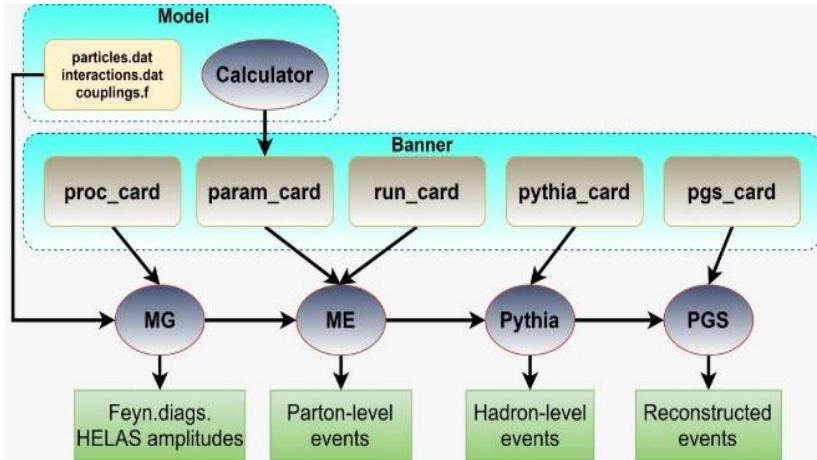 Model
particles.dat
interactions.dat
couplings.f
Calculator
Banner
proc_card
param_card
run_card
pythia_card
pgs_card
MG
ME
Pythia
PGS
Feyn.diags.
HELAS amplitudes
Parton-level
events
Hadron-level
events
Reconstructed
events